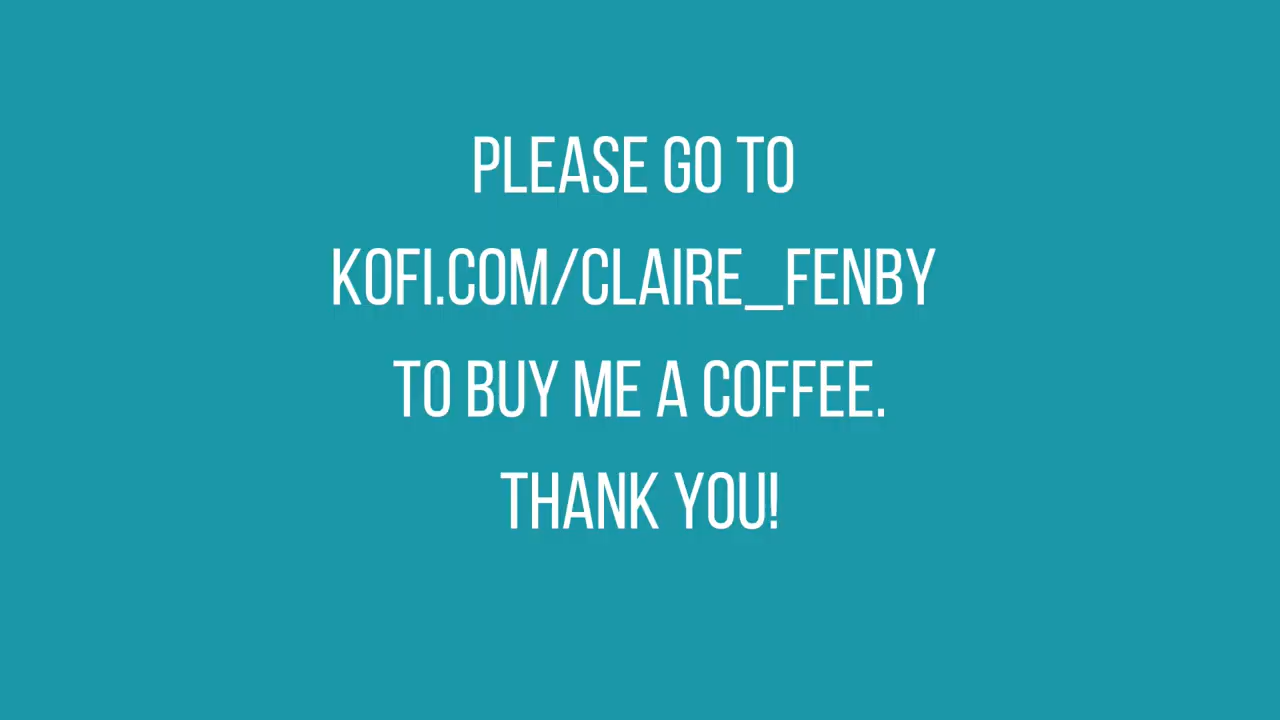 PLEASE GO TO
KOFI.COM/CLAIRE_FENBY
TO BUY ME A COFFEE.
THANK YOU!